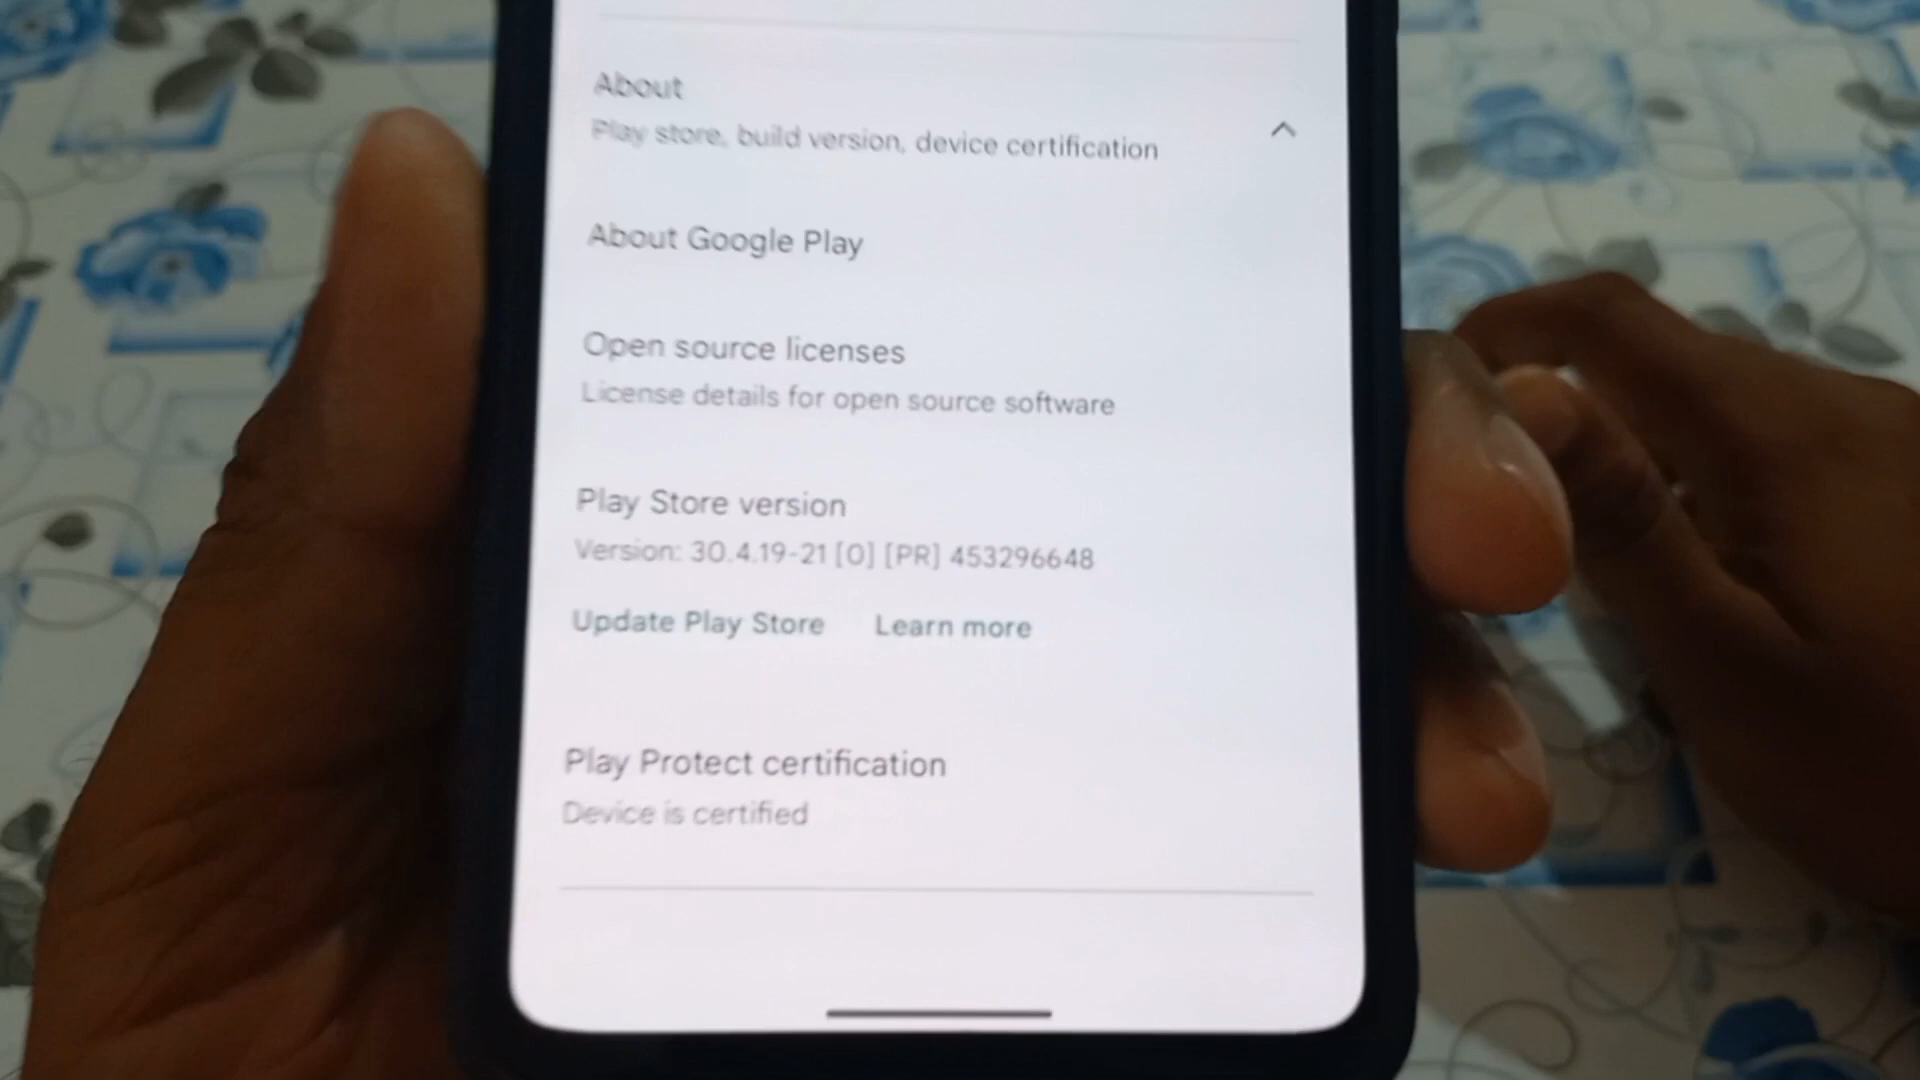 About
Play store, build version, device certification
About Google Play
Open source licenses
License details for open source software
Play Store version
Version: 30.4.19-21 [0] [PR] 453296648
Update Play Store Learn more
Play Protect certification
Device is certified